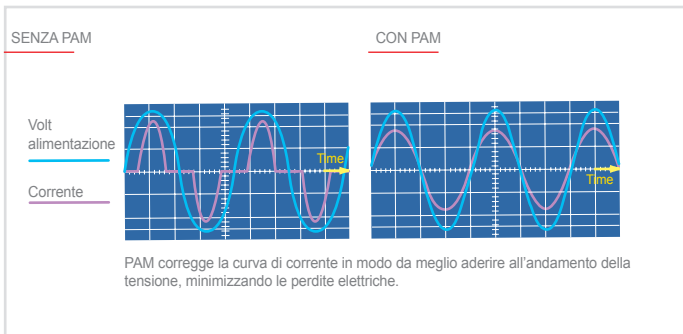 SENZA PAM
CON PAM
Volt
alimentazione
Corrente
Time
Time
PAM corregge la curva di corrente in modo da meglio aderire all'andamento della
tensione, minimizzando le perdite elettriche.